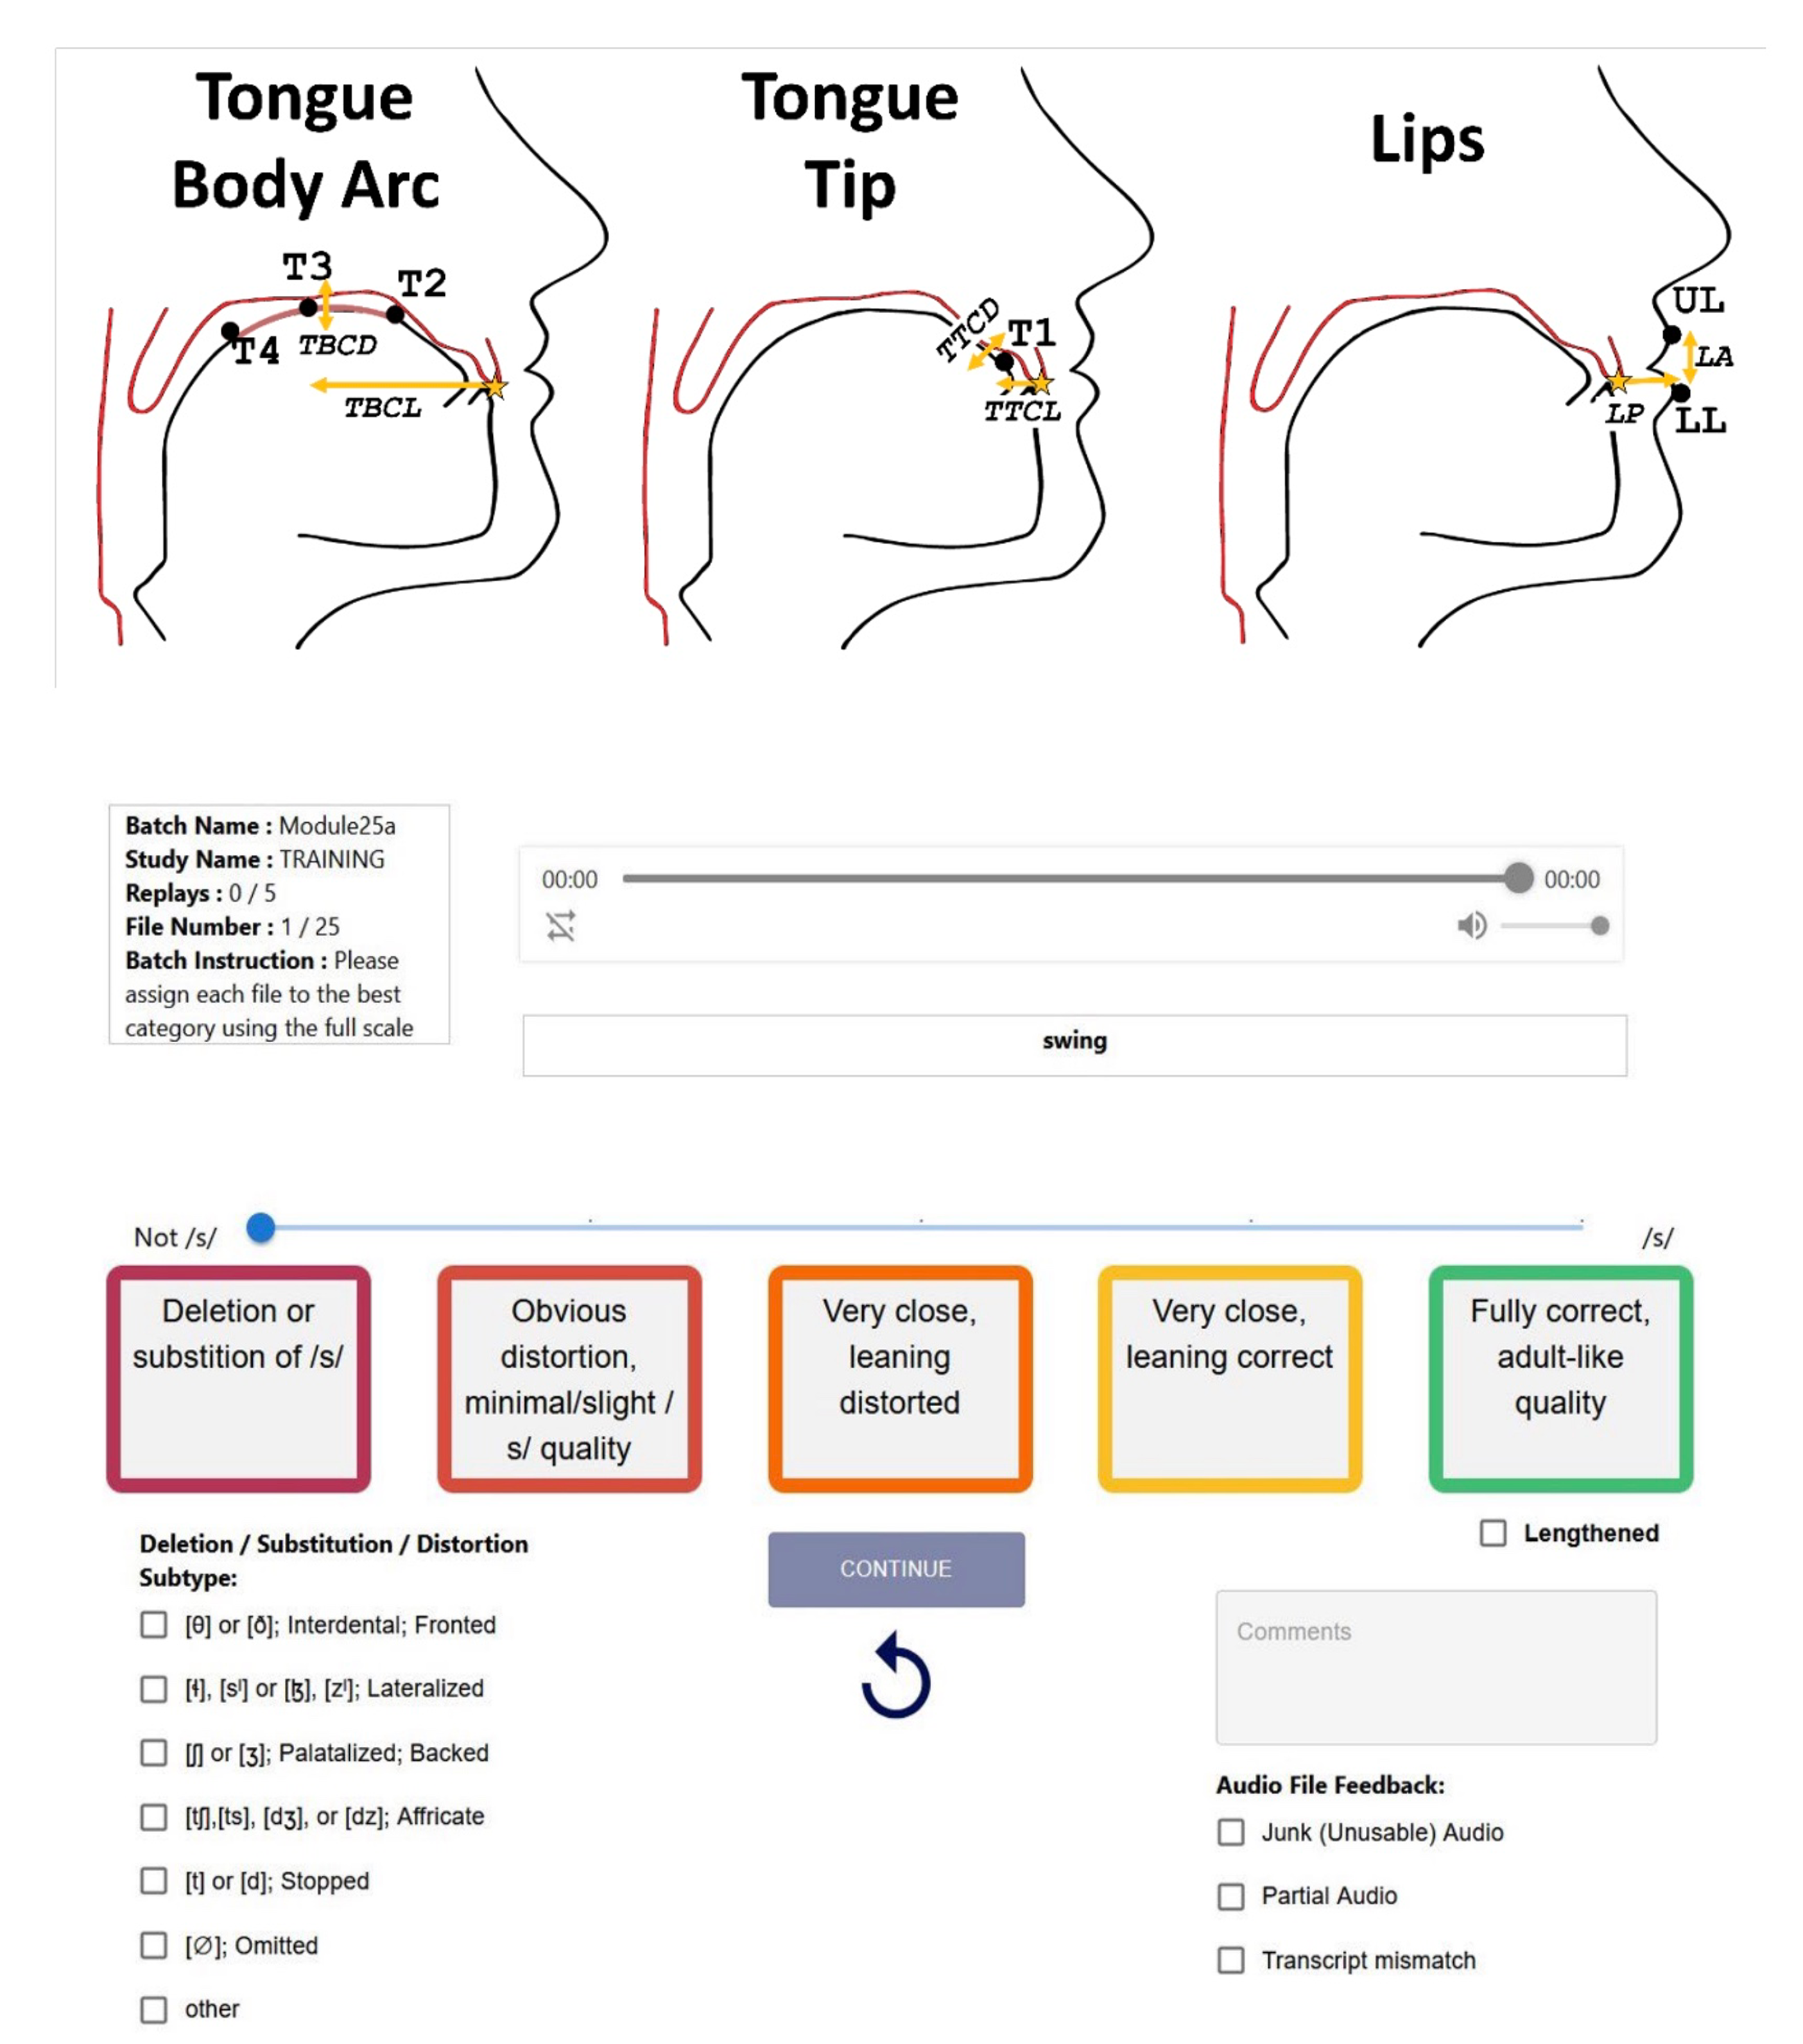 Tongue
Body Arc
Tongue
Tip
Lips
T3
T2
T4
TBCD
TBCL
TTCD
T1
TTCL
UL
LA
LP
LL
Batch Name : Module25a
Study Name : TRAINING
Replays : 0 / 5
File Number : 1 / 25
Batch Instruction : Please
assign each file to the best
category using the full scale
00:00
00:00
swing
Not /s/
/s/
Deletion or
substition of /s/
Obvious
distortion,
minimal/slight /
s/ quality
Very close,
leaning
distorted
Very close,
leaning correct
Fully correct,
adult-like
quality
Deletion / Substitution / Distortion
Subtype:
[θ] or [ð]; Interdental; Fronted
[ɬ], [sˡ] or [ɮ], [zˡ]; Lateralized
[ʃ] or [ʒ]; Palatalized; Backed
[tʃ],[ts], [dʒ], or [dz]; Affricate
[t] or [d]; Stopped
[∅]; Omitted
other
CONTINUE
Lengthened
Comments
Audio File Feedback:
Junk (Unusable) Audio
Partial Audio
Transcript mismatch